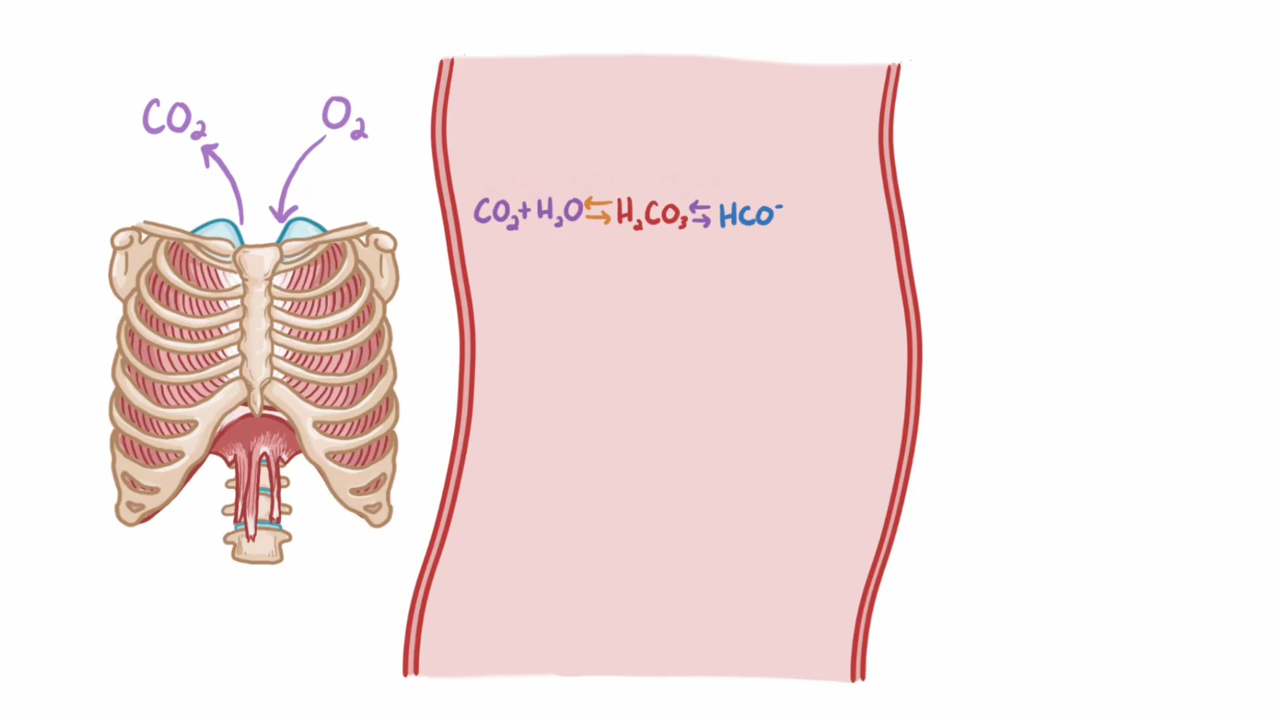 CO₂
O₂
CO₂ + H₂O ⇆ H₂CO₃ ⇆ HCO⁻